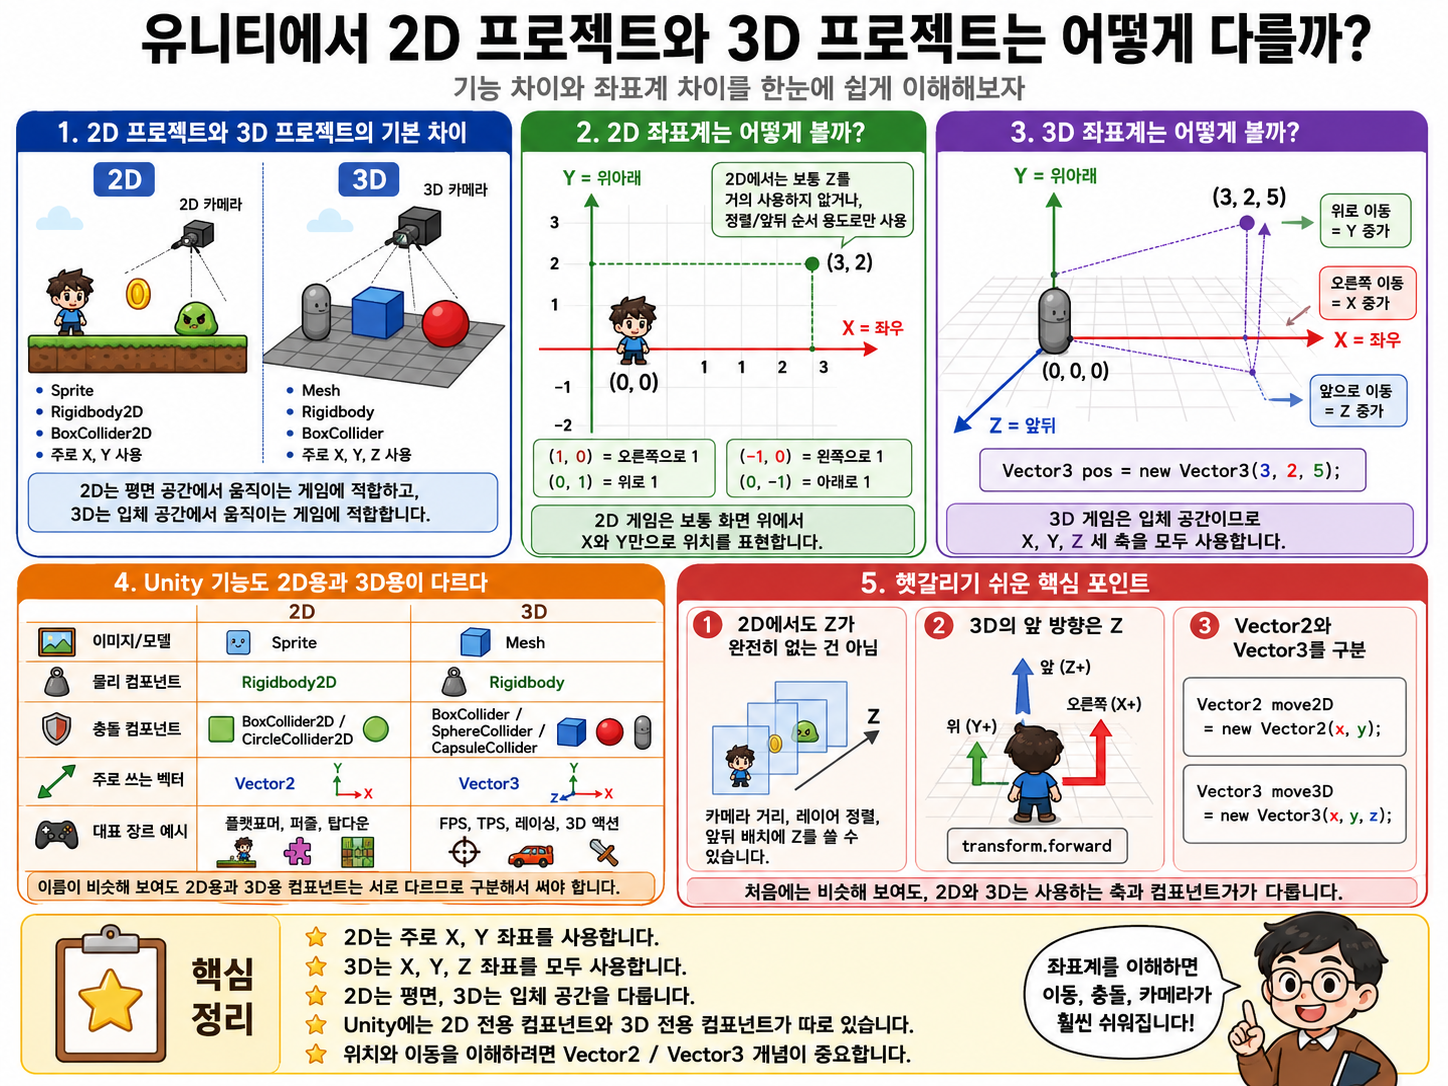 유니티에서 2D 프로젝트와 3D 프로젝트는 어떻게 다를까?
기능 차이와 좌표계 차이를 한눈에 쉽게 이해해보자
1. 2D 프로젝트와 3D 프로젝트의 기본 차이
2D
3D
2D 카메라
3D 카메라
• Sprite
• Rigidbody2D
• BoxCollider2D
• 주로 X, Y 사용
• Mesh
• Rigidbody
• BoxCollider
• 주로 X, Y, Z 사용
2D는 평면 공간에서 움직이는 게임에 적합하고,
3D는 입체 공간에서 움직이는 게임에 적합합니다.
2. 2D 좌표계는 어떻게 볼까?
Y = 위아래
2D에서는 보통 Z를
거의 사용하지 않거나,
정렬/앞뒤 순서 용도로만 사용
3
2
(3, 2)
1
X = 좌우
(0, 0)
1
1
2
3
-1
-2
(1, 0) = 오른쪽으로 1
(0, 1) = 위로 1
(-1, 0) = 왼쪽으로 1
(0, -1) = 아래로 1
2D 게임은 보통 화면 위에서
X와 Y만으로 위치를 표현합니다.
3. 3D 좌표계는 어떻게 볼까?
Y = 위아래
(3, 2, 5)
위로 이동
= Y 증가
오른쪽 이동
= X 증가
X = 좌우
(0, 0, 0)
앞으로 이동
= Z 증가
Z = 앞뒤
Vector3 pos = new Vector3(3, 2, 5);
3D 게임은 입체 공간이므로
X, Y, Z 세 축을 모두 사용합니다.
4. Unity 기능도 2D용과 3D용이 다르다
2D
3D
이미지/모델
Sprite
Mesh
물리 컴포넌트
Rigidbody2D
Rigidbody
충돌 컴포넌트
BoxCollider2D /
CircleCollider2D
BoxCollider /
SphereCollider /
CapsuleCollider
주로 쓰는 벡터
Vector2
Y
X
Vector3
Y
Z
X
대표 장르 예시
플랫포머, 퍼즐, 탑다운
FPS, TPS, 레이싱, 3D 액션
이름이 비슷해 보여도 2D용과 3D용 컴포넌트는 서로 다르므로 구분해서 써야 합니다.
5. 헷갈리기 쉬운 핵심 포인트
1
2D에서도 Z가
완전히 없는 건 아님
Z
카메라 거리, 레이어 정렬,
앞뒤 배치에 Z를 쓸 수
있습니다.
2
3D의 앞 방향은 Z
앞 (Z+)
오른쪽 (X+)
위 (Y+)
transform.forward
3
Vector2와
Vector3를 구분
Vector2 move2D
= new Vector2(x, y);
Vector3 move3D
= new Vector3(x, y, z);
처음에는 비슷해 보여도, 2D와 3D는 사용하는 축과 컴포넌트가가 다룹니다.
핵심
정리
2D는 주로 X, Y 좌표를 사용합니다.
3D는 X, Y, Z 좌표를 모두 사용합니다.
2D는 평면, 3D는 입체 공간을 다룹니다.
Unity에는 2D 전용 컴포넌트와 3D 전용 컴포넌트가 따로 있습니다.
위치와 이동을 이해하려면 Vector2 / Vector3 개념이 중요합니다.
좌표계를 이해하면
이동, 충돌, 카메라가
훨씬 쉬워집니다!